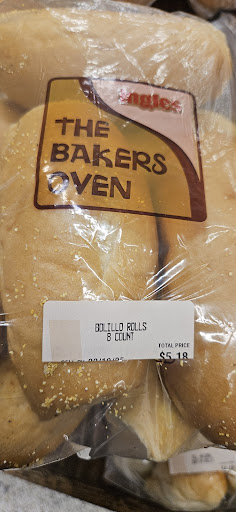 Ingles
THE
BAKERS
OVEN
BOLILLO ROLLS
8 COUNT
TOTAL PRICE
$5.18